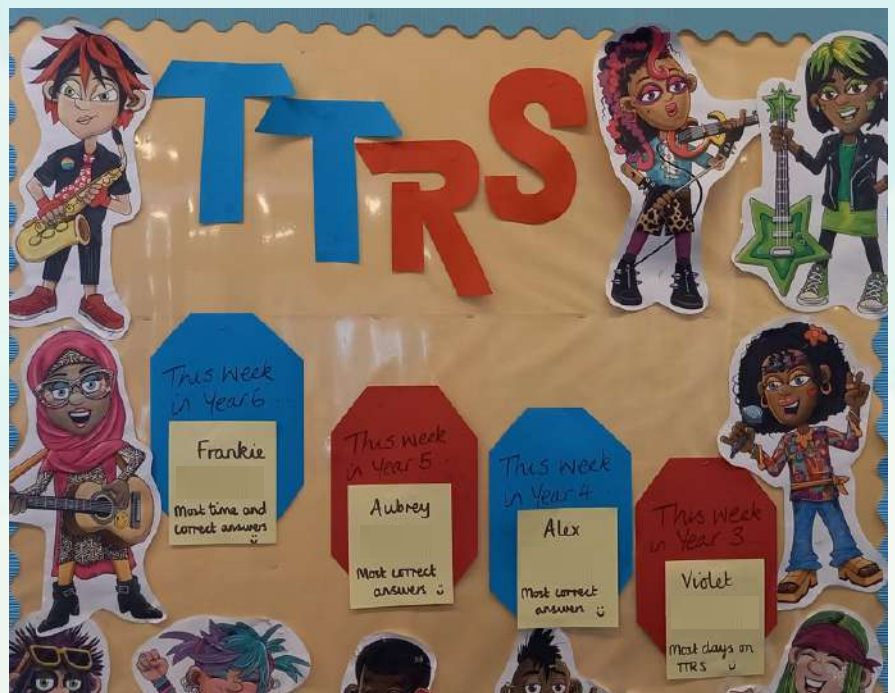 TTRS
This week
in Year 6...
Frankie
Most time and
correct answers
This week
in Year 5...
Aubrey
Most correct
answers
This week
in Year 4...
Alex
Most correct
answers
This week
in Year 3
Violet
Most days on
TTRS